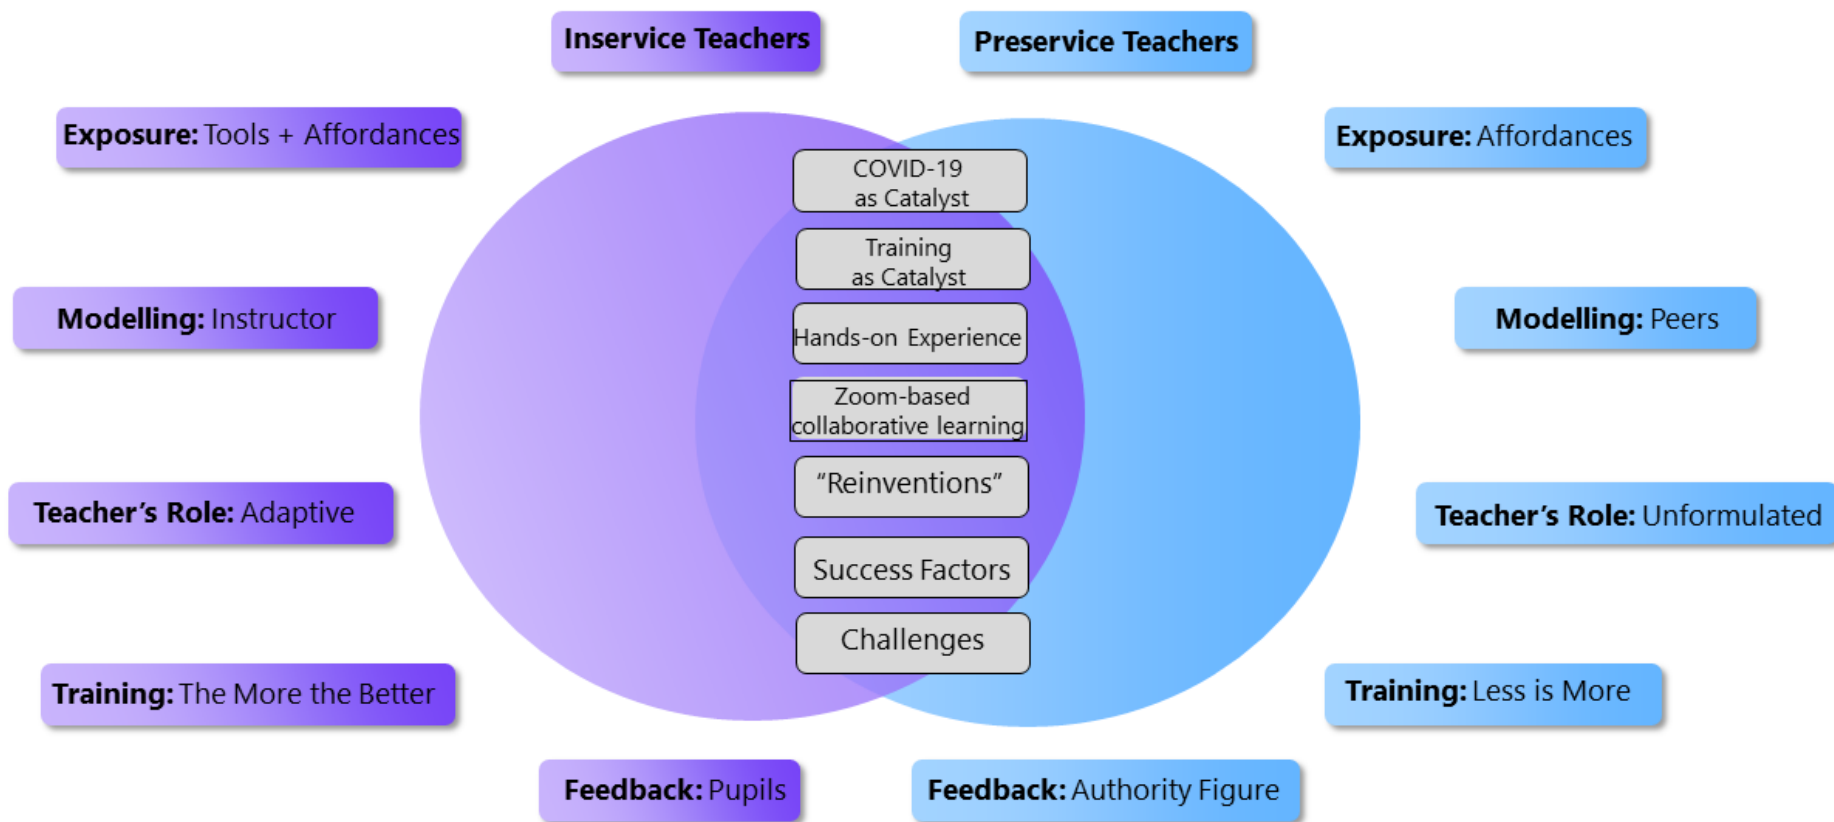 Inservice Teachers
Preservice Teachers
Exposure: Tools + Affordances
Exposure: Affordances
COVID-19
as Catalyst
Training
as Catalyst
Modelling: Instructor
Hands-on Experience
Modelling: Peers
Zoom-based
collaborative learning
Teacher's Role: Adaptive
“Reinventions”
Teacher's Role: Unformulated
Success Factors
Challenges
Training: The More the Better
Training: Less is More
Feedback: Pupils
Feedback: Authority Figure